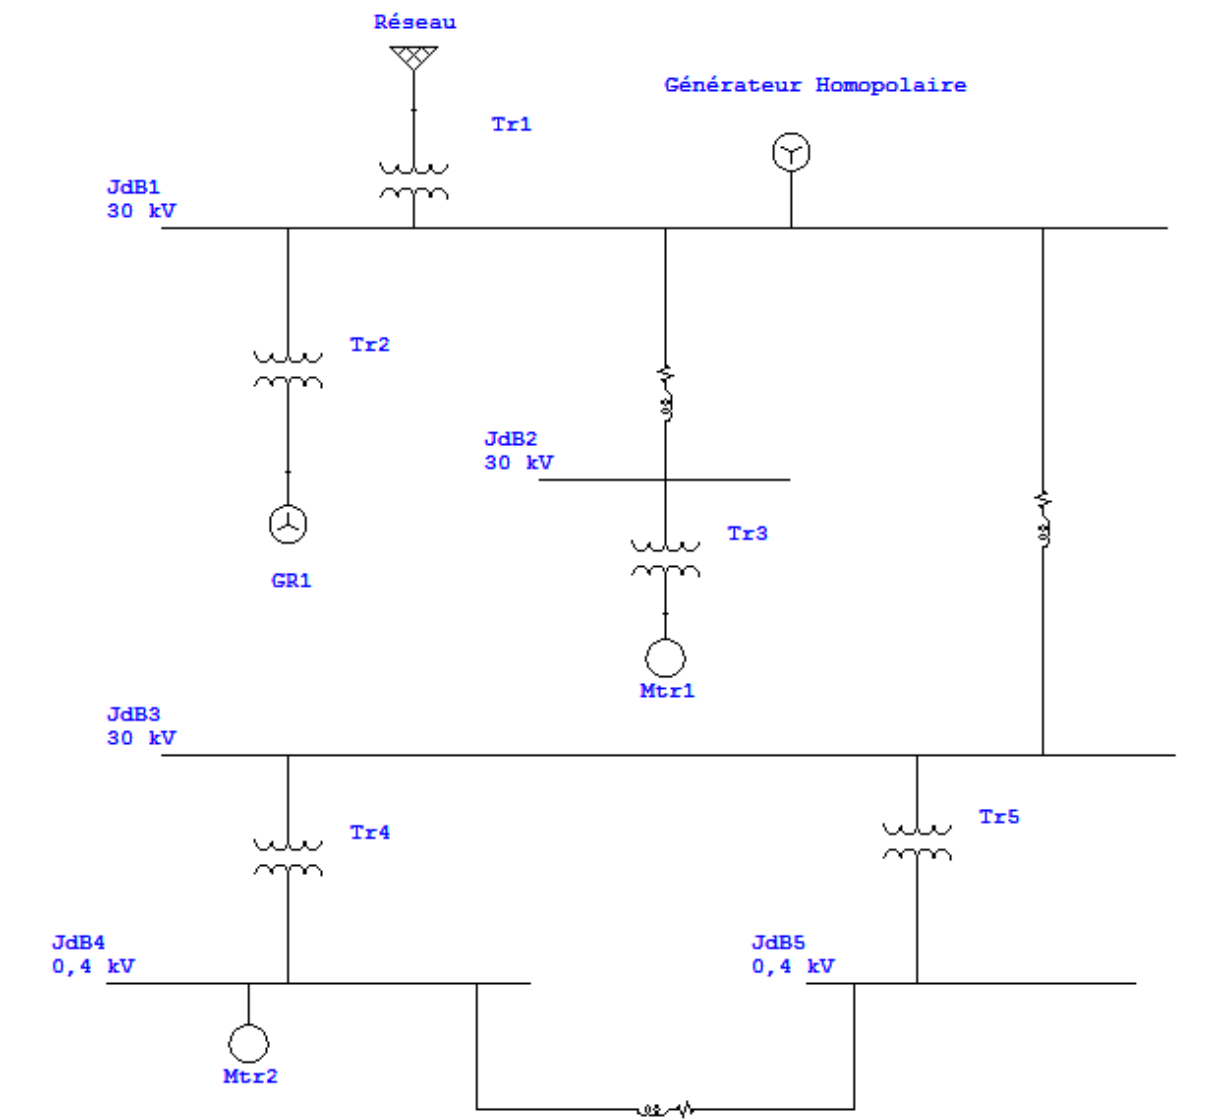 Réseau
Générateur Homopolaire
Tr1
JdB1
30 kV
Tr2
JdB2
30 kV
Tr3
GR1
Mtr1
JdB3
30 kV
Tr4
Tr5
JdB4
0,4 kV
JdB5
0,4 kV
Mtr2